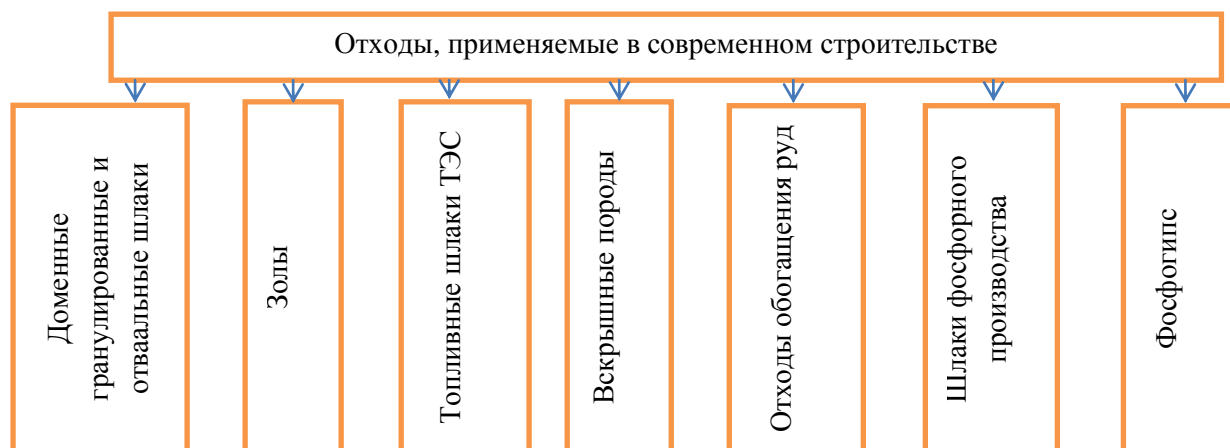 Отходы, применяемые в современном строительстве
Доменные
гранулированные и
отваальные шлаки
Золы
Топливные шлаки ТЭС
Вскрышные породы
Отходы обогащения руд
Шлаки фосфорного
производства
Фосфогипс